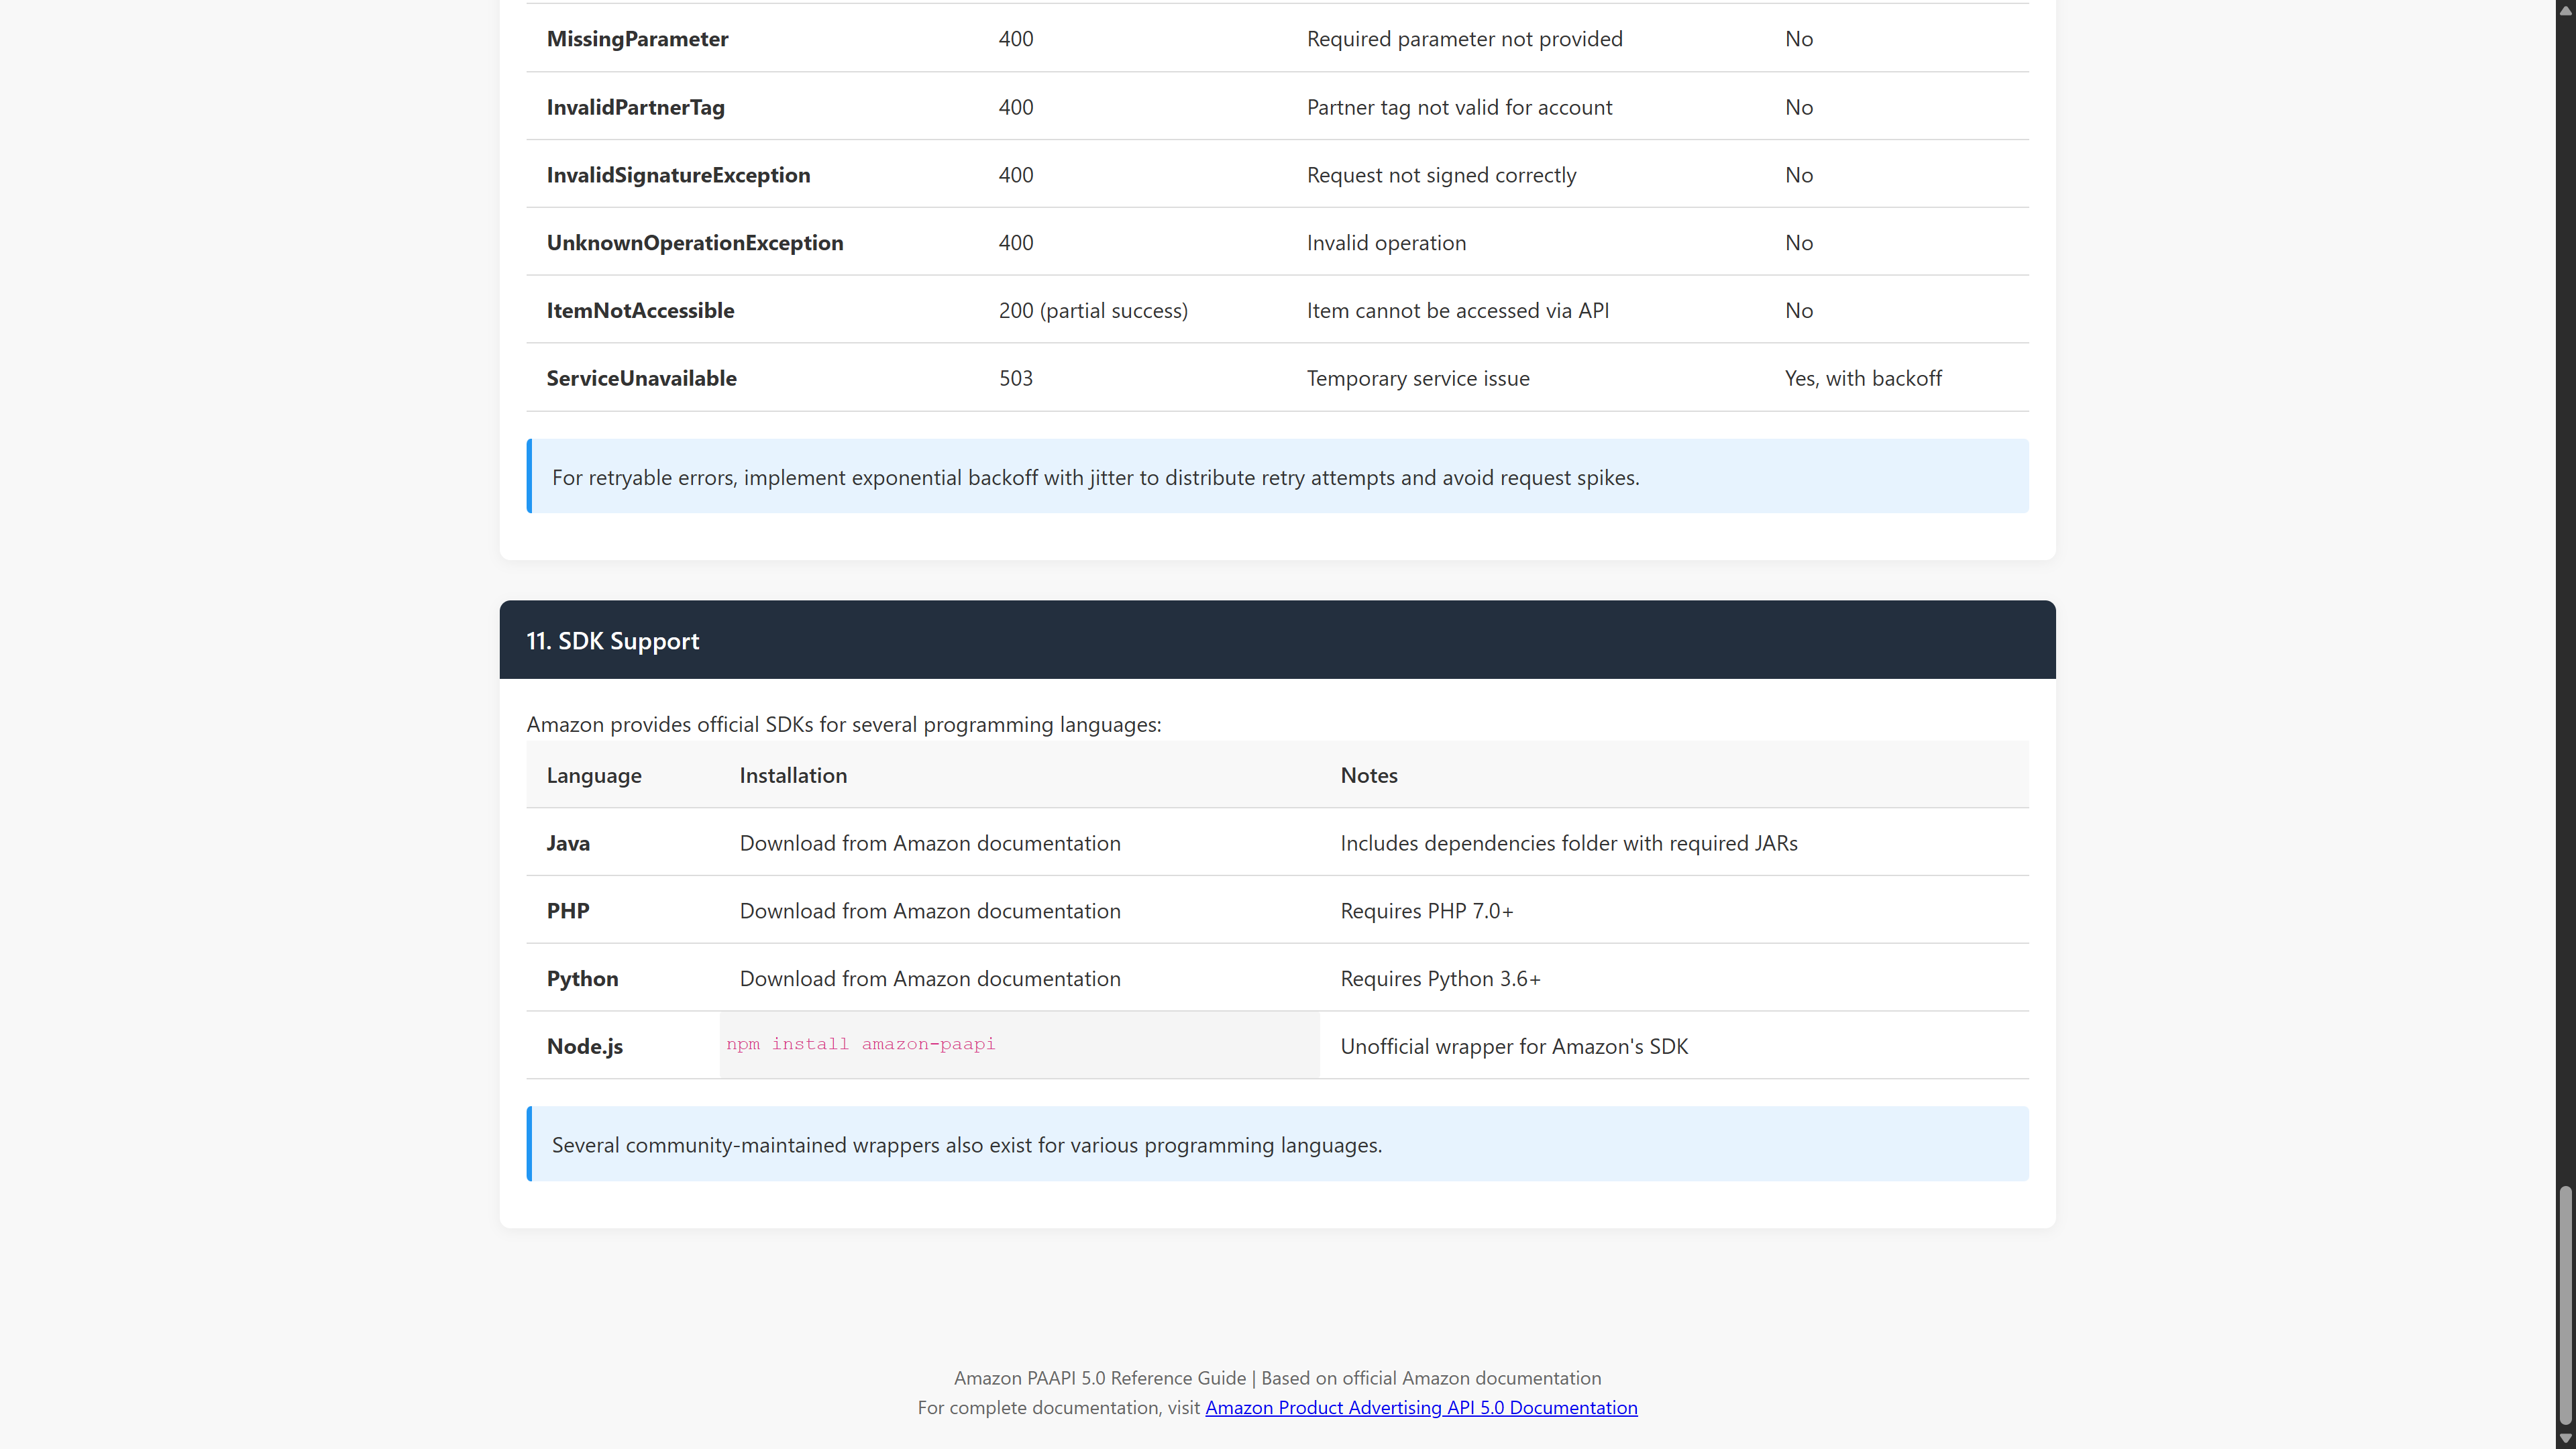 MissingParameter 400 Required parameter not provided No
InvalidPartnerTag 400 Partner tag not valid for account No
InvalidSignatureException 400 Request not signed correctly No
UnknownOperationException 400 Invalid operation No
ItemNotAccessible 200 (partial success) Item cannot be accessed via API No
ServiceUnavailable 503 Temporary service issue Yes, with backoff
For retryable errors, implement exponential backoff with jitter to distribute retry attempts and avoid request spikes.
11. SDK Support
Amazon provides official SDKs for several programming languages:
Language Installation Notes
Java Download from Amazon documentation Includes dependencies folder with required JARs
PHP Download from Amazon documentation Requires PHP 7.0+
Python Download from Amazon documentation Requires Python 3.6+
Node.js npm install amazon-paapi Unofficial wrapper for Amazon's SDK
Several community-maintained wrappers also exist for various programming languages.
Amazon PAAPI 5.0 Reference Guide | Based on official Amazon documentation
For complete documentation, visit Amazon Product Advertising API 5.0 Documentation